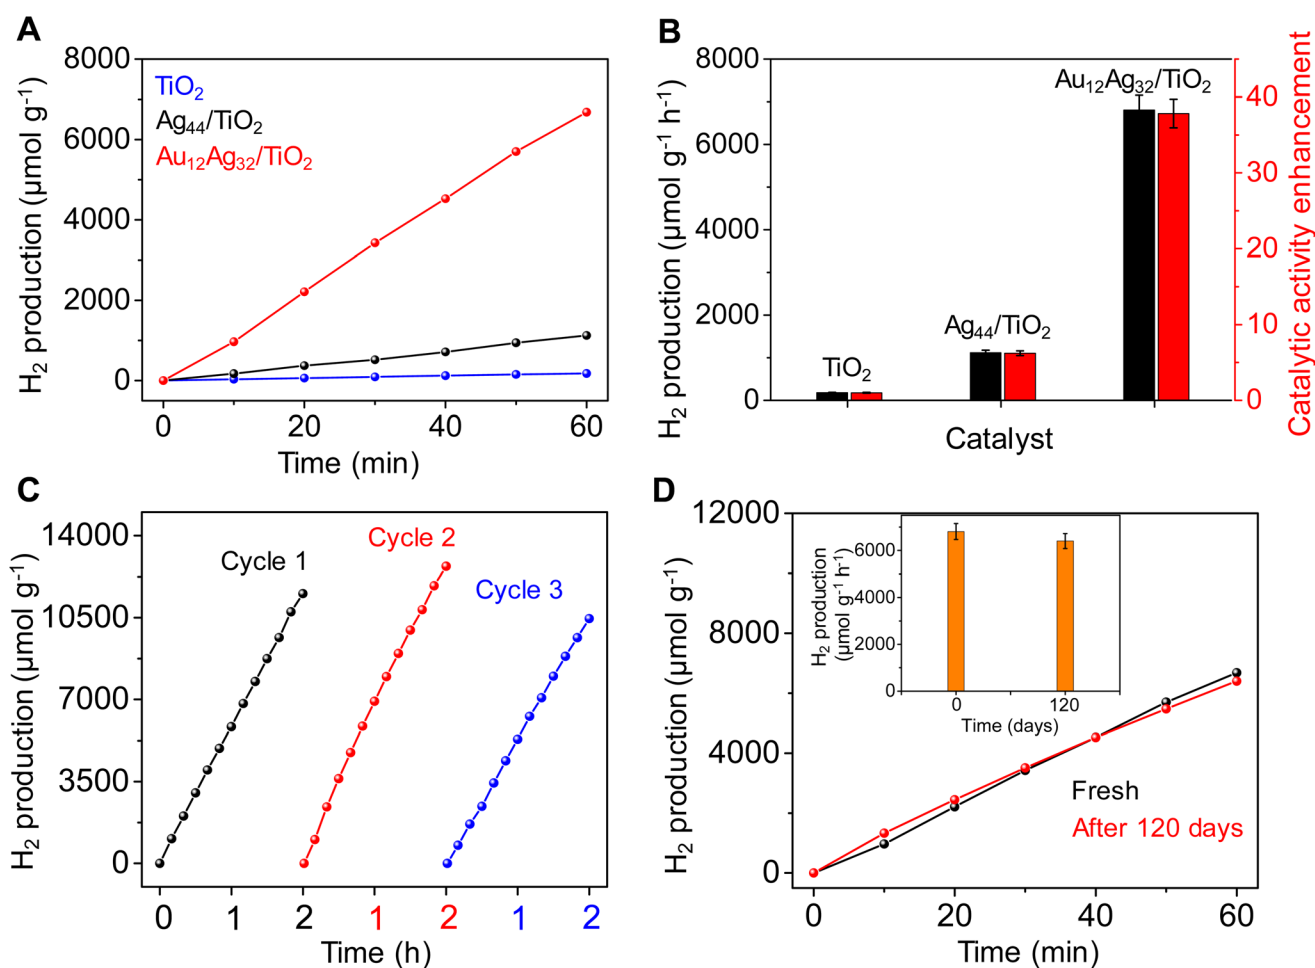 A
H₂ production (µmol g⁻¹)
8000
6000
4000
2000
0
TiO₂
Ag₄₄/TiO₂
Au₁₂Ag₃₂/TiO₂
0 20 40 60
Time (min)
B
H₂ production (µmol g⁻¹ h⁻¹)
8000
6000
4000
2000
0
TiO₂
Ag₄₄/TiO₂
Au₁₂Ag₃₂/TiO₂
40
30
20
10
0
Catalytic activity enhancement
Catalyst
C
H₂ production (µmol g⁻¹)
14000
10500
7000
3500
0
Cycle 1
Cycle 2
Cycle 3
0 1 2 1 2 1 2
Time (h)
D
H₂ production (µmol g⁻¹)
12000
8000
4000
0
H₂ production
(µmol g⁻¹ h⁻¹)
6000
4000
2000
0
0 120
Time (days)
Fresh
After 120 days
0 20 40 60
Time (min)